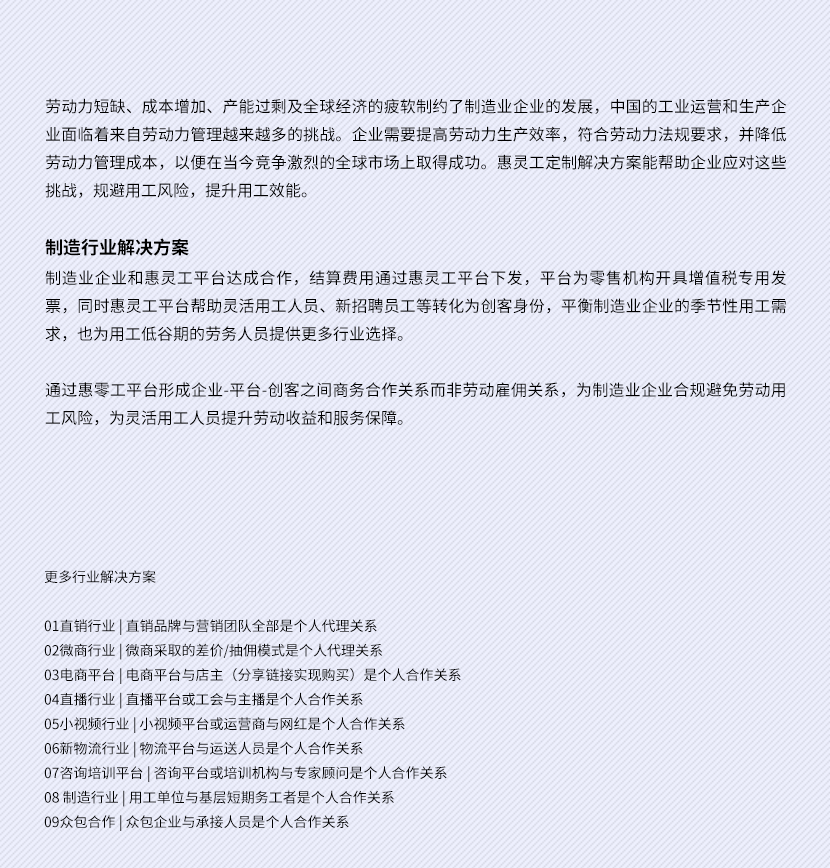 劳动力短缺、成本增加、产能过剩及全球经济的疲软制约了制造业企业的发展，中国的工业运营和生产企
业面临着来自劳动力管理越来越多的挑战。企业需要提高劳动力生产效率，符合劳动力法规要求，并降低
劳动力管理成本，以便在当今竞争激烈的全球市场上取得成功。惠灵工定制解决方案能帮助企业应对这些
挑战，规避用工风险，提升用工效能。
制造行业解决方案
制造业企业和惠灵工平台达成合作，结算费用通过惠灵工平台下发，平台为零售机构开具增值税专用发
票，同时惠灵工平台帮助灵活用工人员、新招聘员工等转化为创客身份，平衡制造业企业的季节性用工需
求，也为用工低谷期的劳务人员提供更多行业选择。
通过惠零工平台形成企业-平台-创客之间商务合作关系而非劳动雇佣关系，为制造业企业合规避免劳动用
工风险，为灵活用工人员提升劳动收益和服务保障。
更多行业解决方案
01直销行业 | 直销品牌与营销团队全部是个人代理关系
02微商行业 | 微商采取的差价/抽佣模式是个人代理关系
03电商平台 | 电商平台与店主（分享链接实现购买）是个人合作关系
04直播行业 | 直播平台或工会与主播是个人合作关系
05小视频行业 | 小视频平台或运营商与网红是个人合作关系
06新物流行业 | 物流平台与运送人员是个人合作关系
07咨询培训平台 | 咨询平台或培训机构与专家顾问是个人合作关系
08 制造行业 | 用工单位与基层短期务工者是个人合作关系
09众包合作 | 众包企业与承接人员是个人合作关系